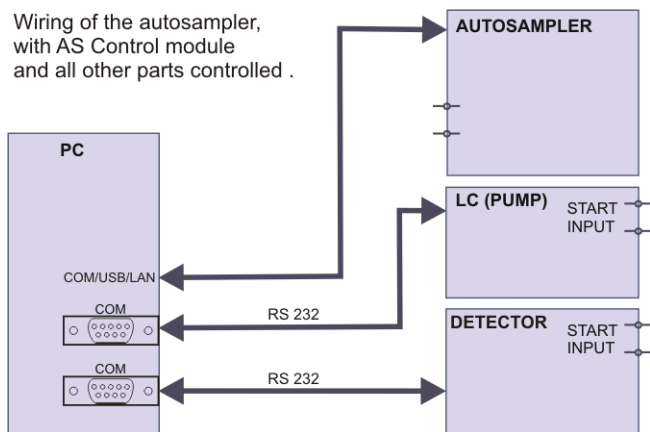 Wiring of the autosampler,
with AS Control module
and all other parts controlled .
AUTOSAMPLER
PC
LC (PUMP)
START
INPUT
COM/USB/LAN
COM
RS 232
DETECTOR
START
INPUT
COM
RS 232